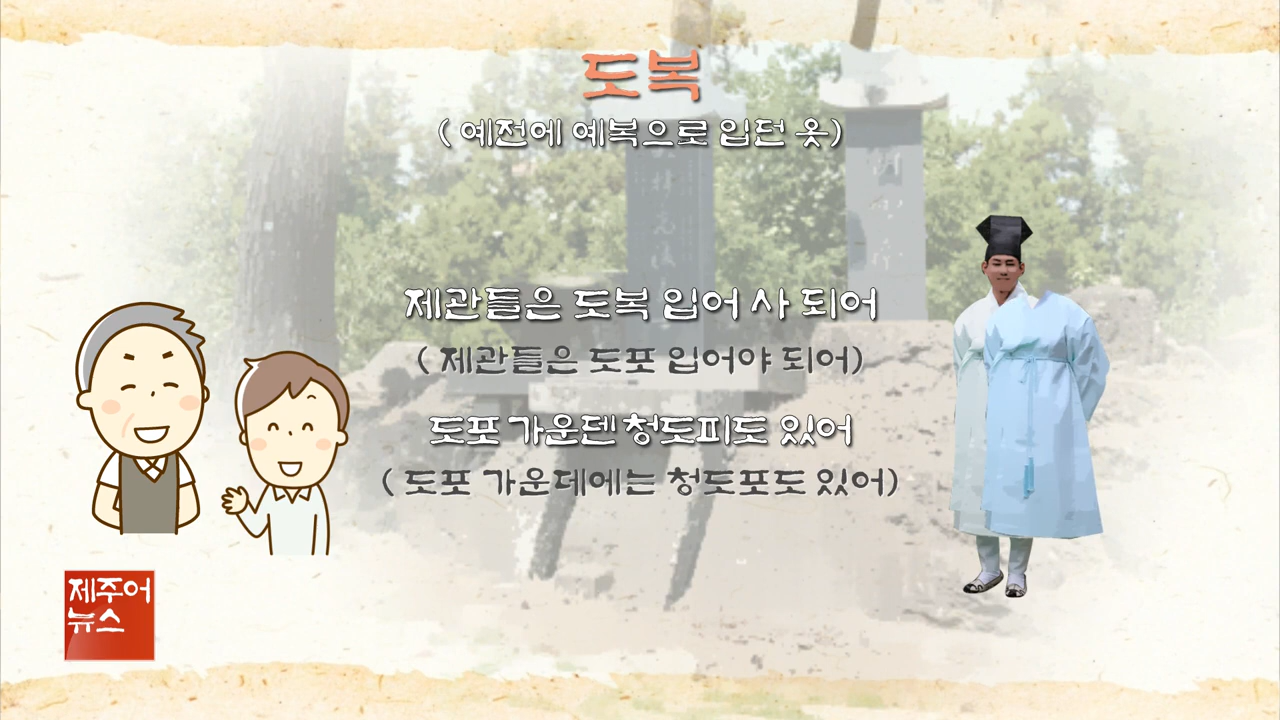 도복
( 예전에 예복으로 입던 옷)
제관들은 도복 입어 사 되어
( 제관들은 도포 입어야 되어)
도포 가운덴 청도피도 있어
( 도포 가운데에는 청도포도 있어)
제주어
뉴스